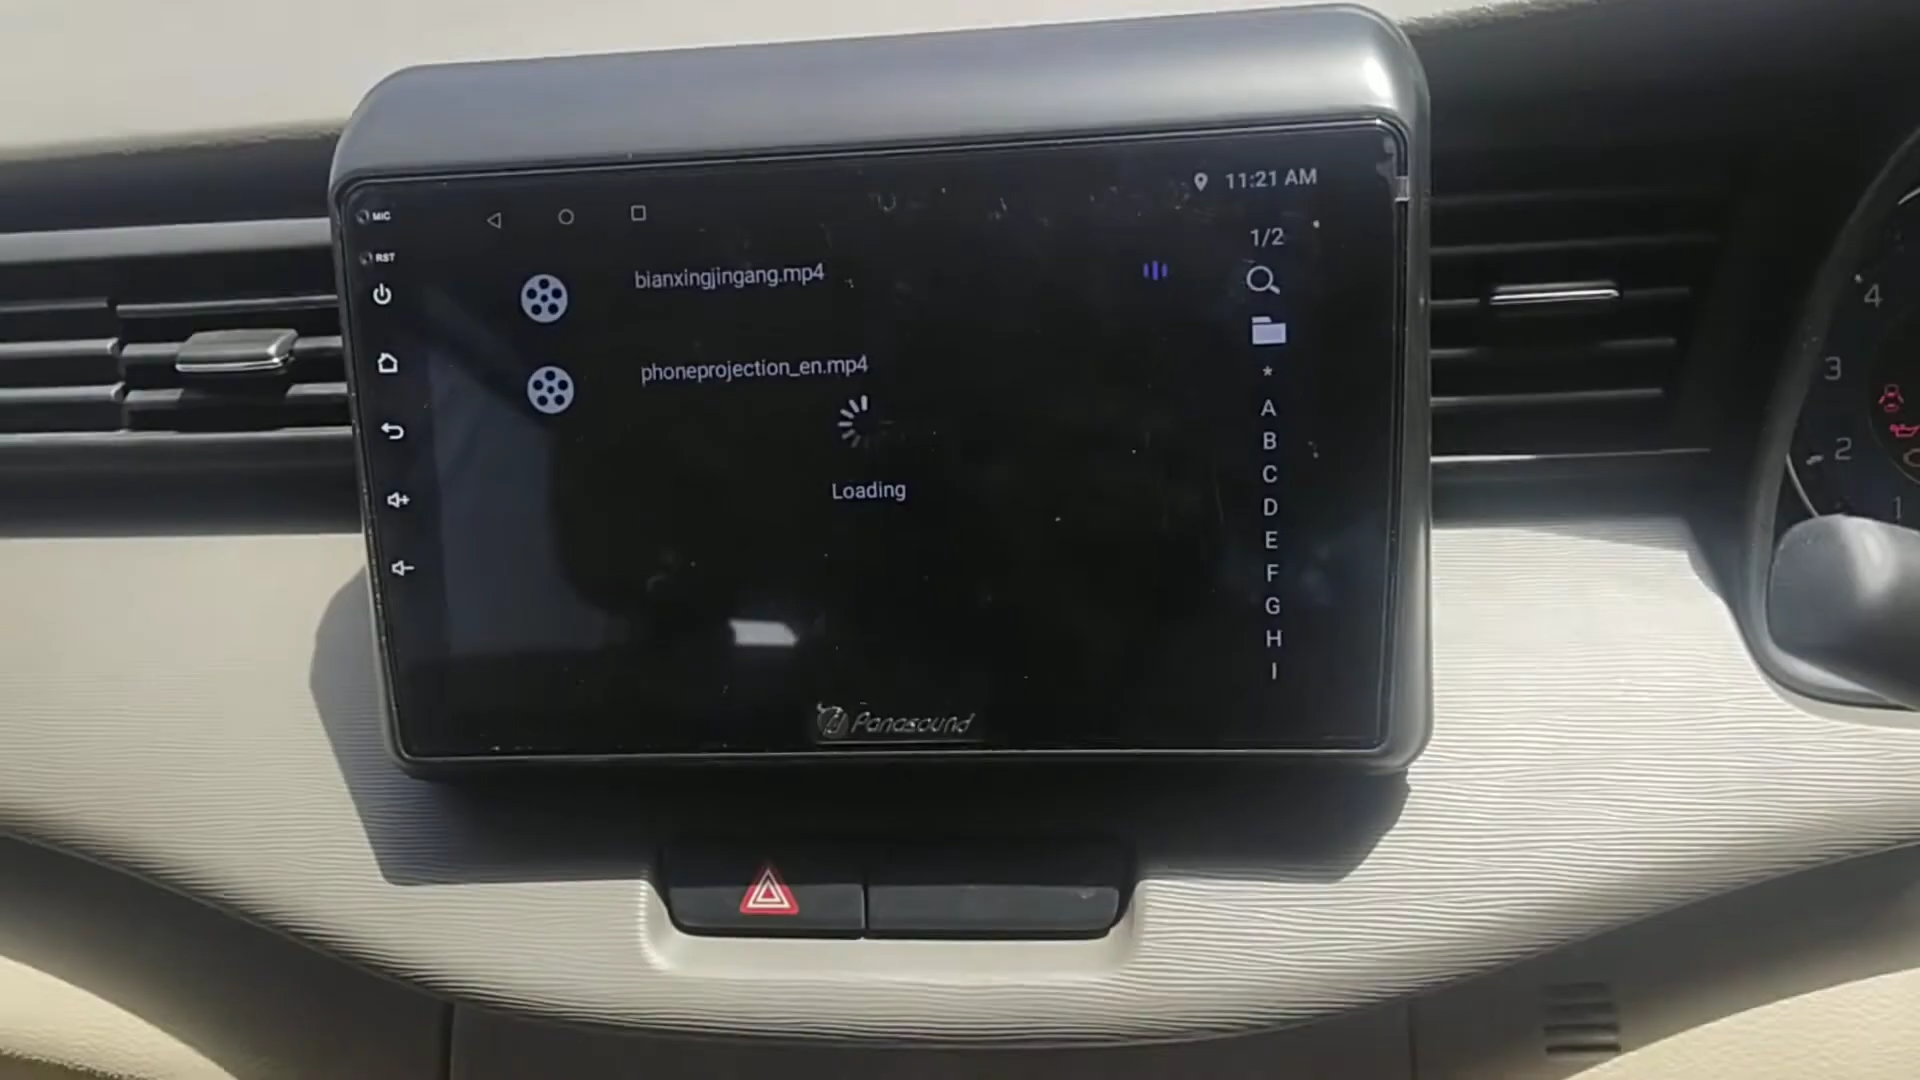 MIC
11:21 AM
RST
1/2
bianxingjingang.mp4
phoneprojection_en.mp4
Loading
*
A
B
C
D
E
F
G
H
I
Panasound
4
3
2
1